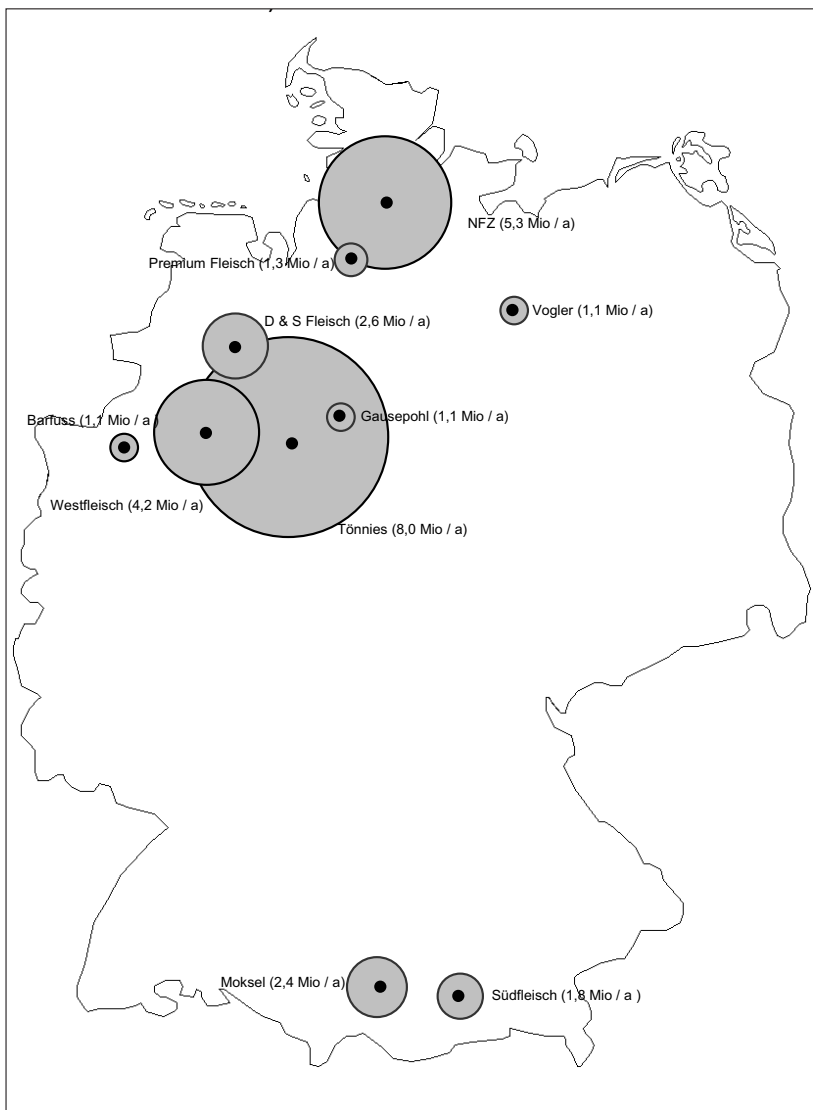 NFZ (5,3 Mio / a)
Premium Fleisch (1,3 Mio / a)
Vogler (1,1 Mio / a)
D & S Fleisch (2,6 Mio / a)
Barfuss (1,1 Mio / a )
Gausepohl (1,1 Mio / a)
Westfleisch (4,2 Mio / a)
Tönnies (8,0 Mio / a)
Moksel (2,4 Mio / a)
Südfleisch (1,8 Mio / a )